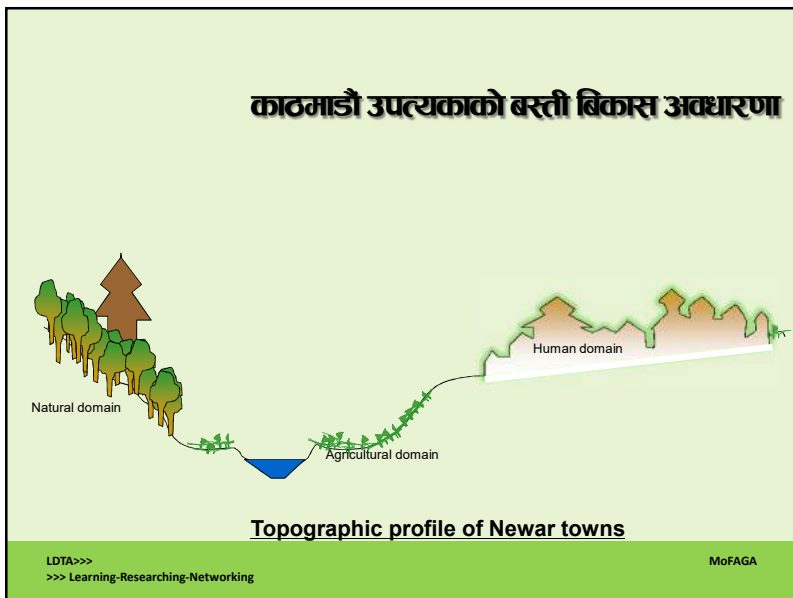 काठमाडौं उपत्यकाको बस्ती बिकास अवधारणा
Human domain
Natural domain
Agricultural domain
Topographic profile of Newar towns
LDTA>>>
MoFAGA
>>> Learning-Researching-Networking